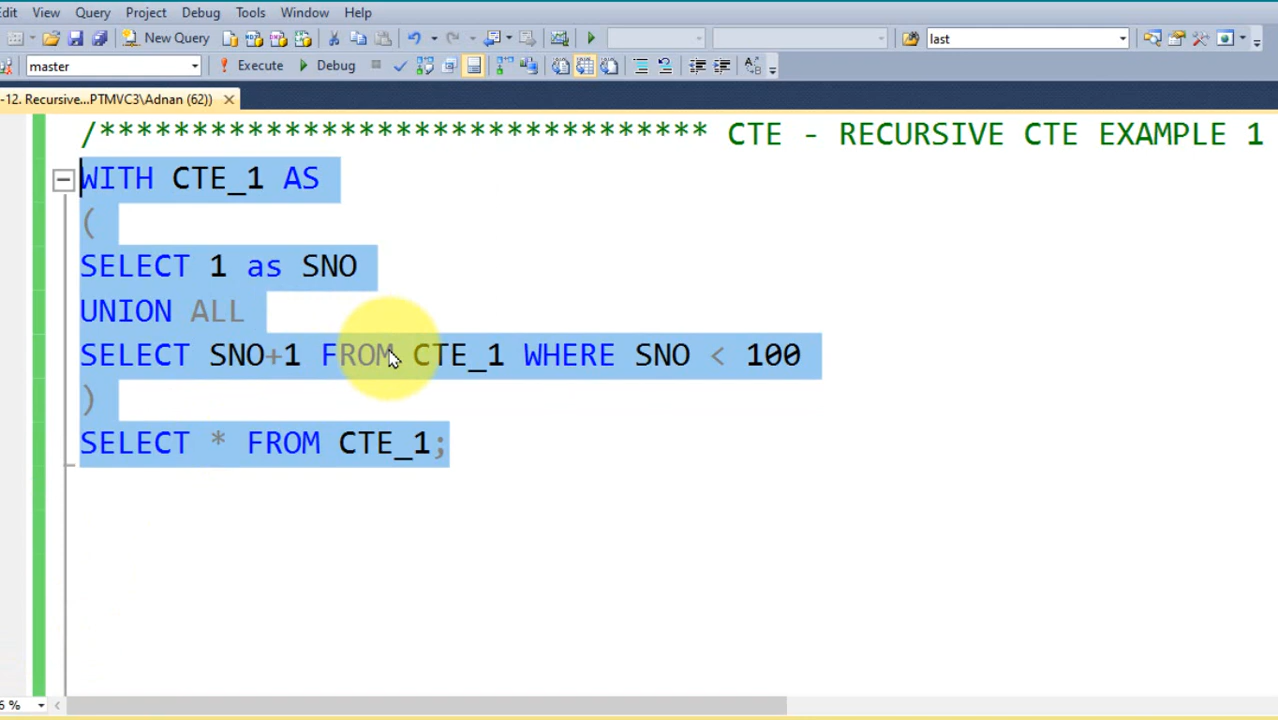 dit View Query Project Debug Tools Window Help
New Query last
master Execute Debug
-12. Recursive...PTMVC3\Adnan (62))
/********************************* CTE - RECURSIVE CTE EXAMPLE 1
WITH CTE_1 AS
(
SELECT 1 as SNO
UNION ALL
SELECT SNO+1 FROM CTE_1 WHERE SNO < 100
)
SELECT * FROM CTE_1;
6 %